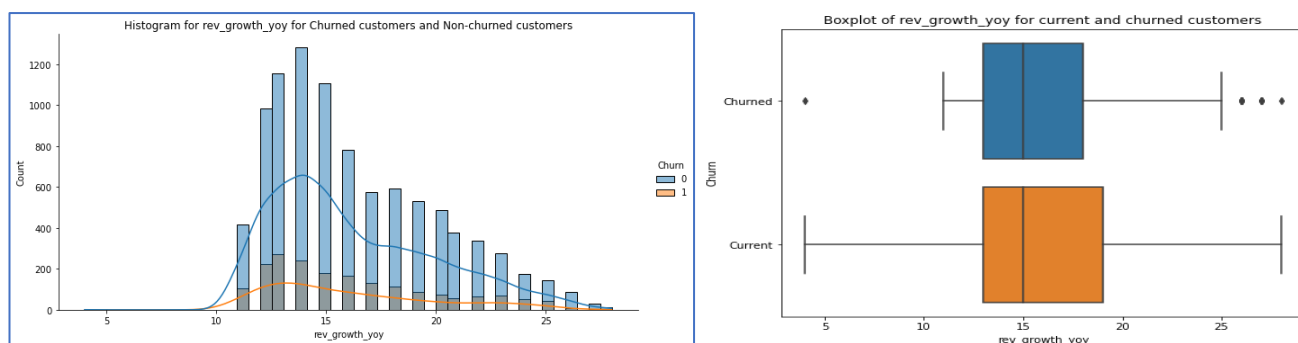 Histogram for rev_growth_yoy for Churned customers and Non-churned customers
1200
1000
800
600
400
200
0
Count
5
10
15
20
25
rev_growth_yoy
Churn
0
1
Boxplot of rev_growth_yoy for current and churned customers
Churned
Current
Churn
5
10
15
20
25
rev_growth_yoy